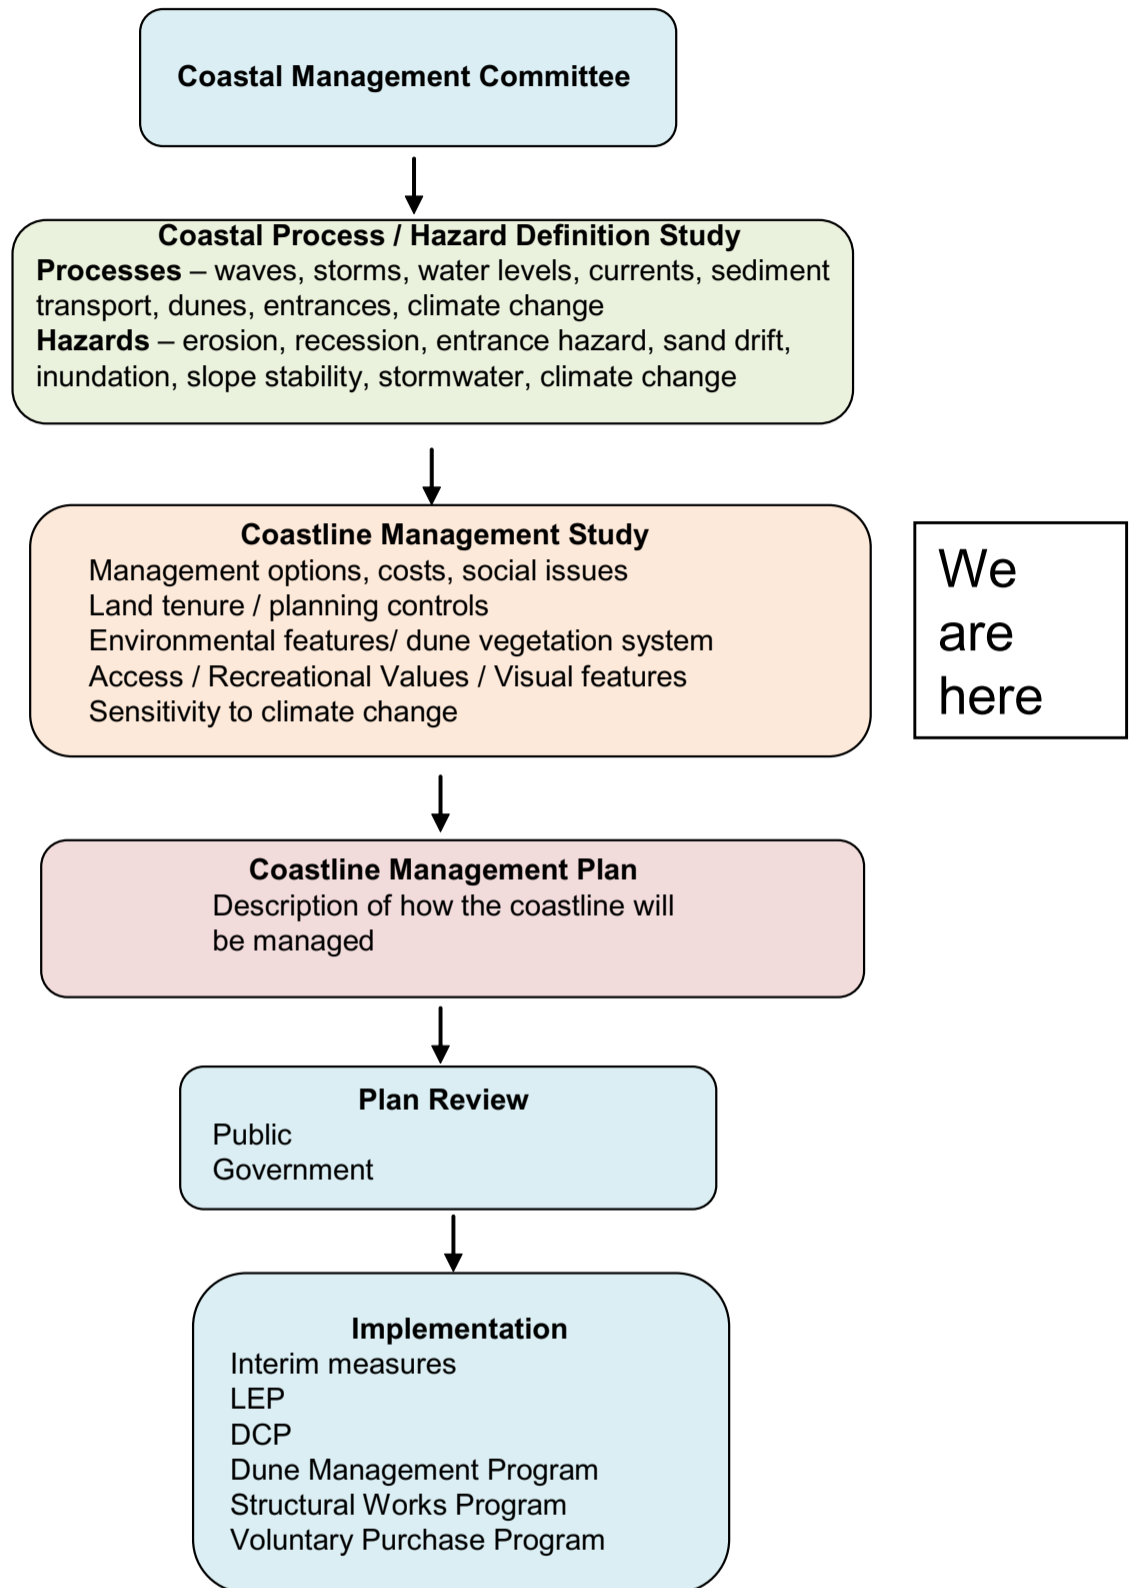 Coastal Management Committee
Coastal Process / Hazard Definition Study
Processes – waves, storms, water levels, currents, sediment
transport, dunes, entrances, climate change
Hazards – erosion, recession, entrance hazard, sand drift,
inundation, slope stability, stormwater, climate change
Coastline Management Study
Management options, costs, social issues
Land tenure / planning controls
Environmental features/ dune vegetation system
Access / Recreational Values / Visual features
Sensitivity to climate change
We
are
here
Coastline Management Plan
Description of how the coastline will
be managed
Plan Review
Public
Government
Implementation
Interim measures
LEP
DCP
Dune Management Program
Structural Works Program
Voluntary Purchase Program